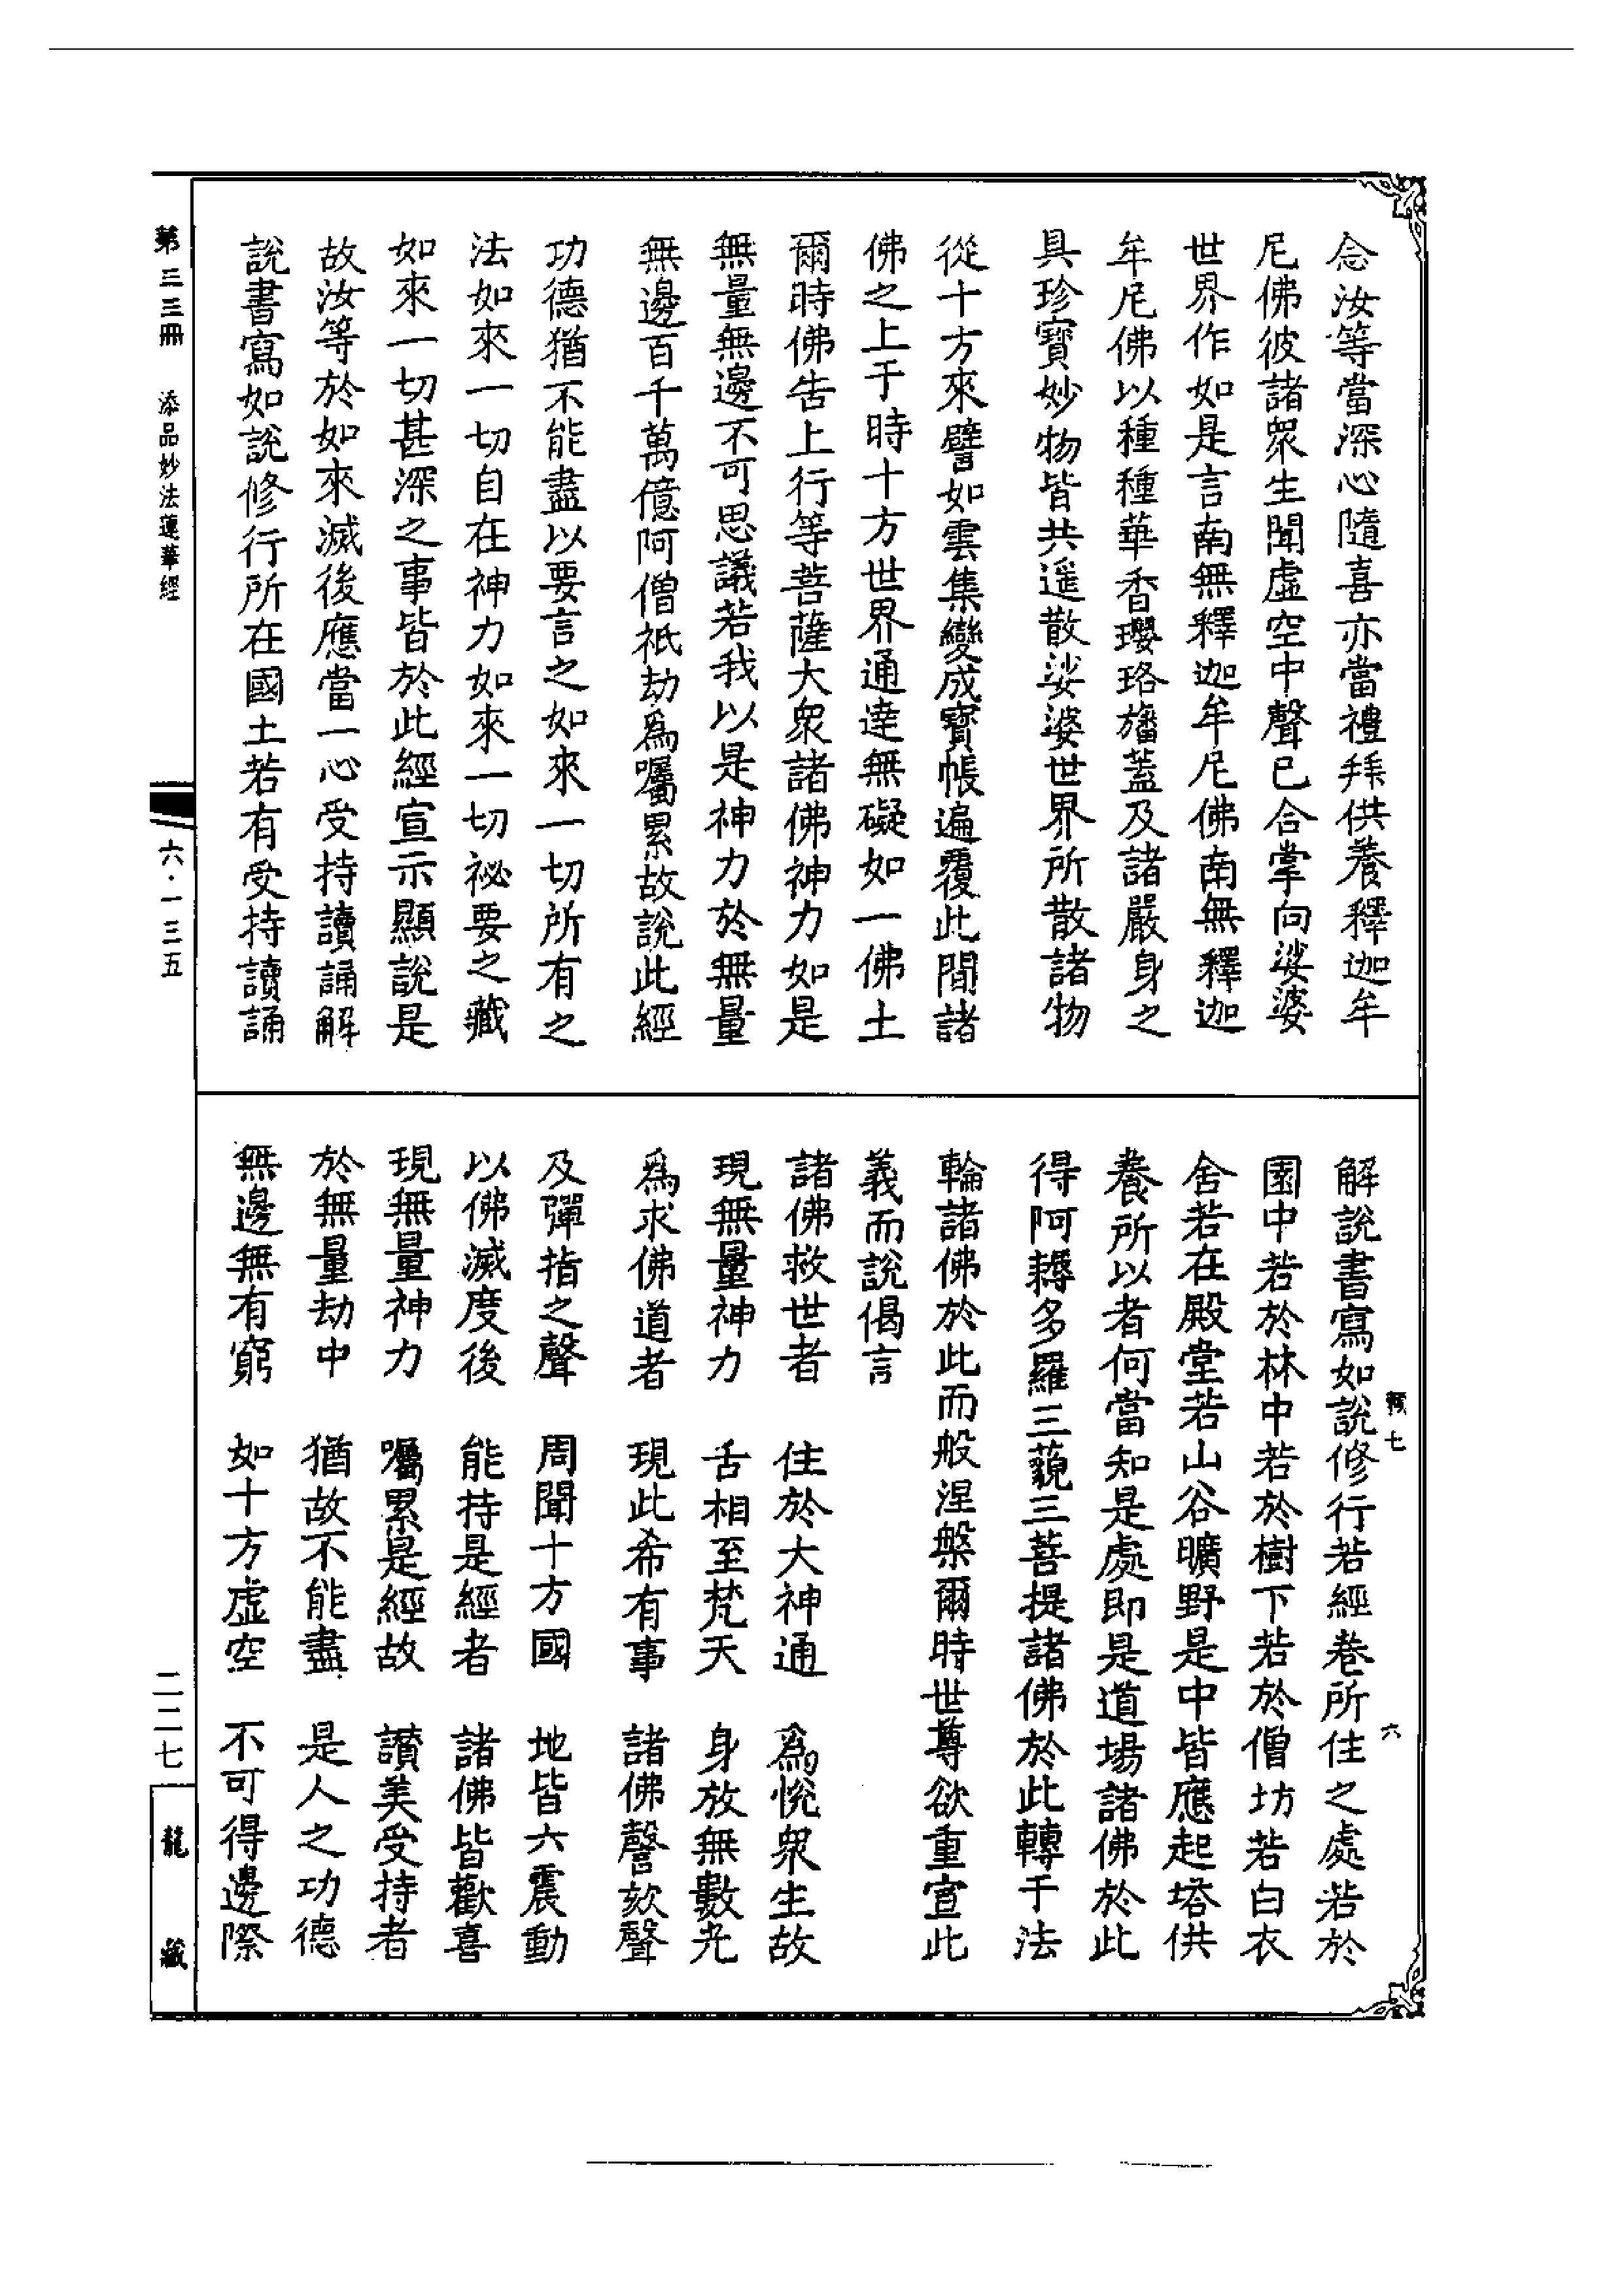 念汝等當深心隨喜亦當禮拜供養釋迦牟
尼佛彼諸衆生聞虛空中聲已合掌向娑婆
世界作如是言南無釋迦牟尼佛南無釋迦
牟尼佛以種種華香瓔珞旛蓋及諸嚴身之
具珍寶妙物皆共遥散娑婆世界所散諸物
從十方來譬如雲集變成寶帳遍覆此間諸
佛之上于時十方世界通達無礙如一佛土
爾時佛告上行等菩薩大衆諸佛神力如是
無量無邊不可思議若我以是神力於無量
無邊百千萬億阿僧祇劫爲囑累故說此經
功德猶不能盡以要言之如來一切所有之
法如來一切自在神力如來一切祕要之藏
如來一切甚深之事皆於此經宣示顯說是
故汝等於如來滅後應當一心受持讀誦解
說書寫如說修行所在國土若有受持讀誦
解說書寫如說修行若經卷所住之處若於
園中若於林中若於樹下若於僧坊若白衣
舍若在殿堂若山谷曠野是中皆應起塔供
養所以者何當知是處即是道場諸佛於此
得阿耨多羅三藐三菩提諸佛於此轉于法
輪諸佛於此而般涅槃爾時世尊欲重宣此
義而說偈言
諸佛救世者　住於大神通　爲悅衆生故
現無量神力　舌相至梵天　身放無數光
爲求佛道者　現此希有事　諸佛謦欬聲
及彈指之聲　周聞十方國　地皆六震動
以佛滅度後　能持是經者　諸佛皆歡喜
現無量神力　囑累是經故　讃美受持者
於無量劫中　猶故不能盡　是人之功德
無邊無有窮　如十方虛空　不可得邊際
七　六
第三三冊　添品妙法蓮華經
六·一三五
二二七
龍藏